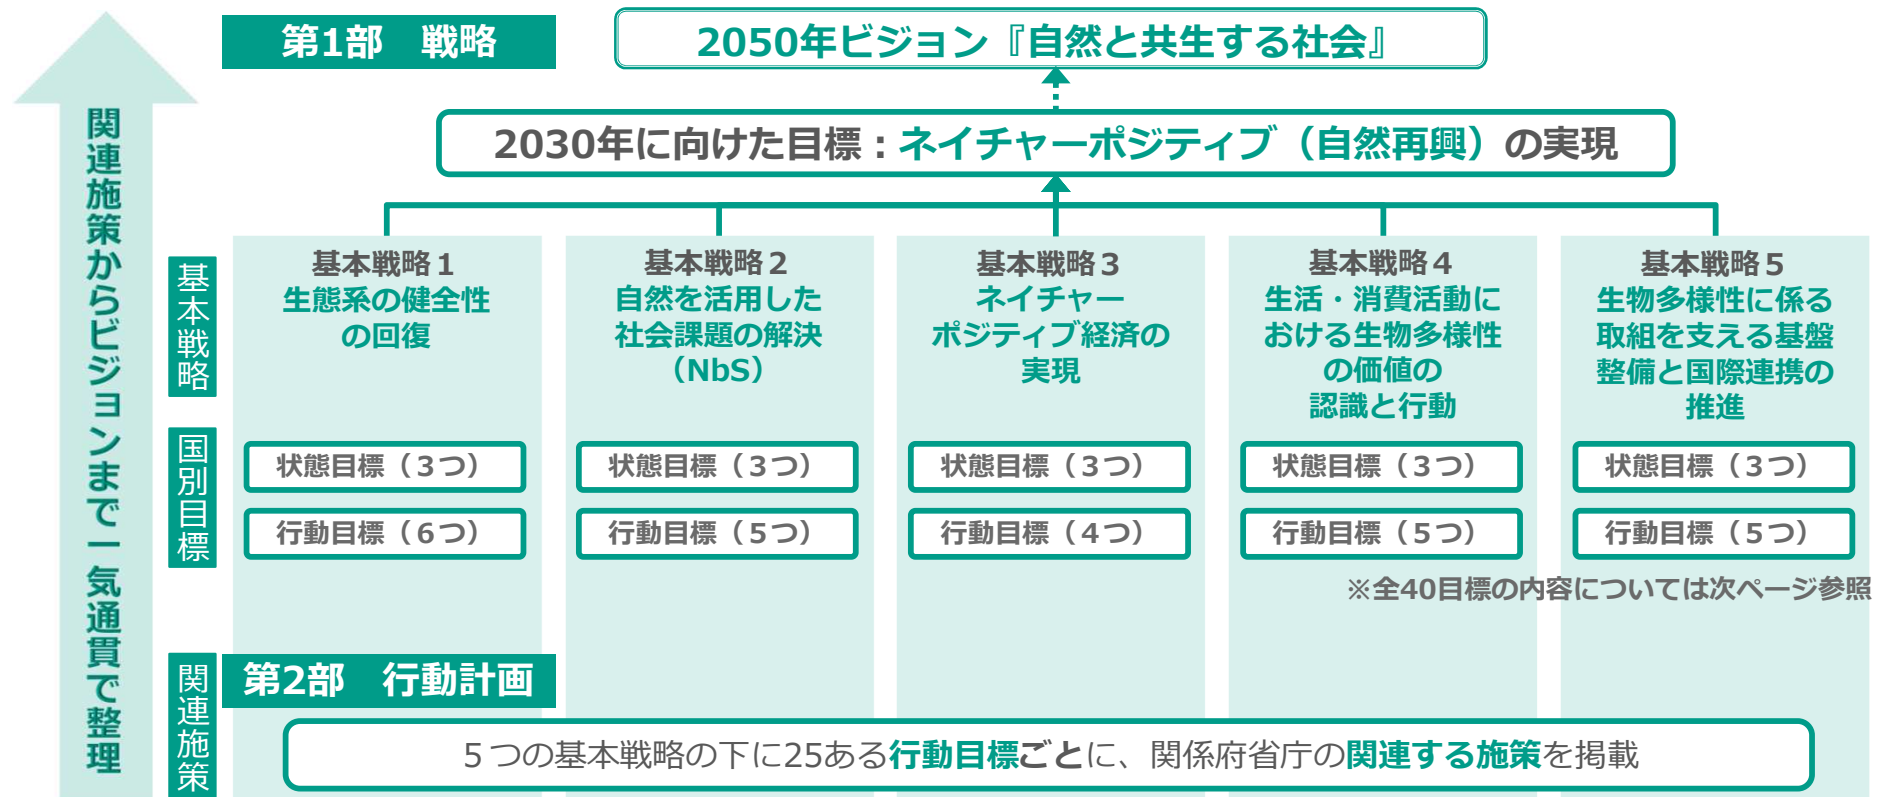 第1部　戦略
2050年ビジョン『自然と共生する社会』
2030年に向けた目標：ネイチャーポジティブ（自然再興）の実現
関連施策からビジョンまで一気通貫で整理
基本戦略
基本戦略１
生態系の健全性
の回復
基本戦略２
自然を活用した
社会課題の解決
（NbS）
基本戦略３
ネイチャー
ポジティブ経済の
実現
基本戦略４
生活・消費活動に
おける生物多様性
の価値の
認識と行動
基本戦略５
生物多様性に係る
取組を支える基盤
整備と国際連携の
推進
国別目標
状態目標（３つ）
状態目標（３つ）
状態目標（３つ）
状態目標（３つ）
状態目標（３つ）
行動目標（６つ）
行動目標（５つ）
行動目標（４つ）
行動目標（５つ）
行動目標（５つ）
※全40目標の内容については次ページ参照
関連施策
第2部　行動計画
５つの基本戦略の下に25ある行動目標ごとに、関係府省庁の関連する施策を掲載